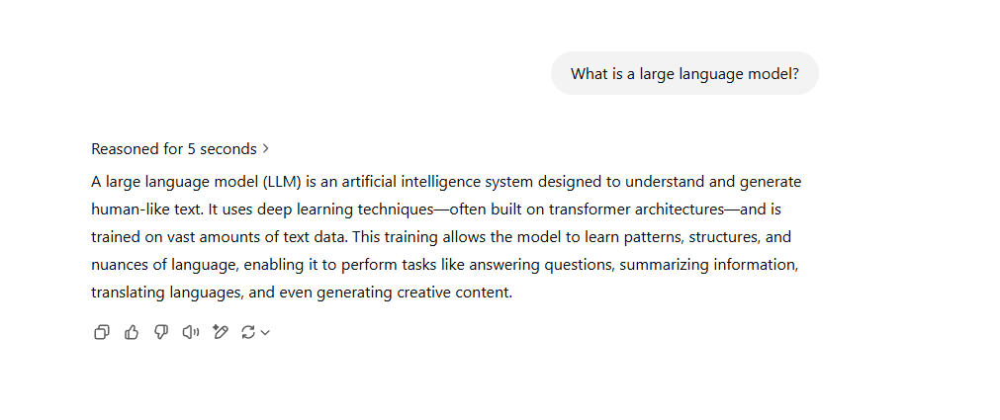 What is a large language model?
Reasoned for 5 seconds
A large language model (LLM) is an artificial intelligence system designed to understand and generate
human-like text. It uses deep learning techniques—often built on transformer architectures—and is
trained on vast amounts of text data. This training allows the model to learn patterns, structures, and
nuances of language, enabling it to perform tasks like answering questions, summarizing information,
translating languages, and even generating creative content.